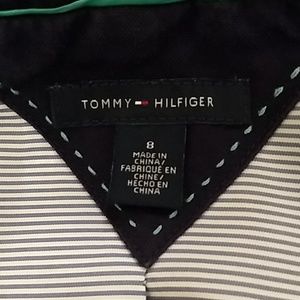 TOMMY HILFIGER
8
MADE IN
CHINA/
FABRIQUÉ EN
CHINE/
HECHO EN
CHINA